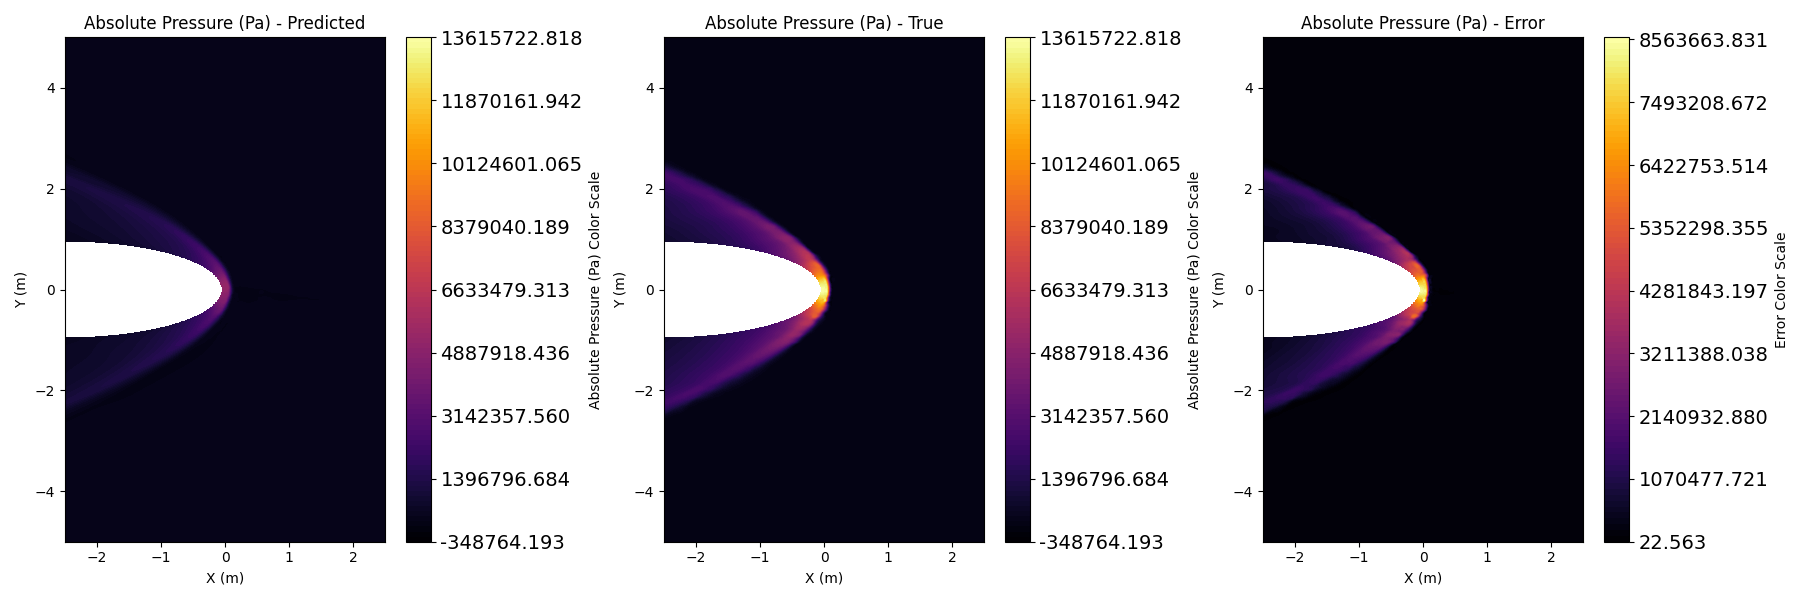 Absolute Pressure (Pa) - Predicted
4
2
0
−2
−4
Y (m)
−2 −1 0 1 2
X (m)
13615722.818
11870161.942
10124601.065
8379040.189
6633479.313
4887918.436
3142357.560
1396796.684
-348764.193
Absolute Pressure (Pa) Color Scale
Absolute Pressure (Pa) - True
4
2
0
−2
−4
Y (m)
−2 −1 0 1 2
X (m)
13615722.818
11870161.942
10124601.065
8379040.189
6633479.313
4887918.436
3142357.560
1396796.684
-348764.193
Absolute Pressure (Pa) Color Scale
Absolute Pressure (Pa) - Error
4
2
0
−2
−4
Y (m)
−2 −1 0 1 2
X (m)
8563663.831
7493208.672
6422753.514
5352298.355
4281843.197
3211388.038
2140932.880
1070477.721
22.563
Error Color Scale